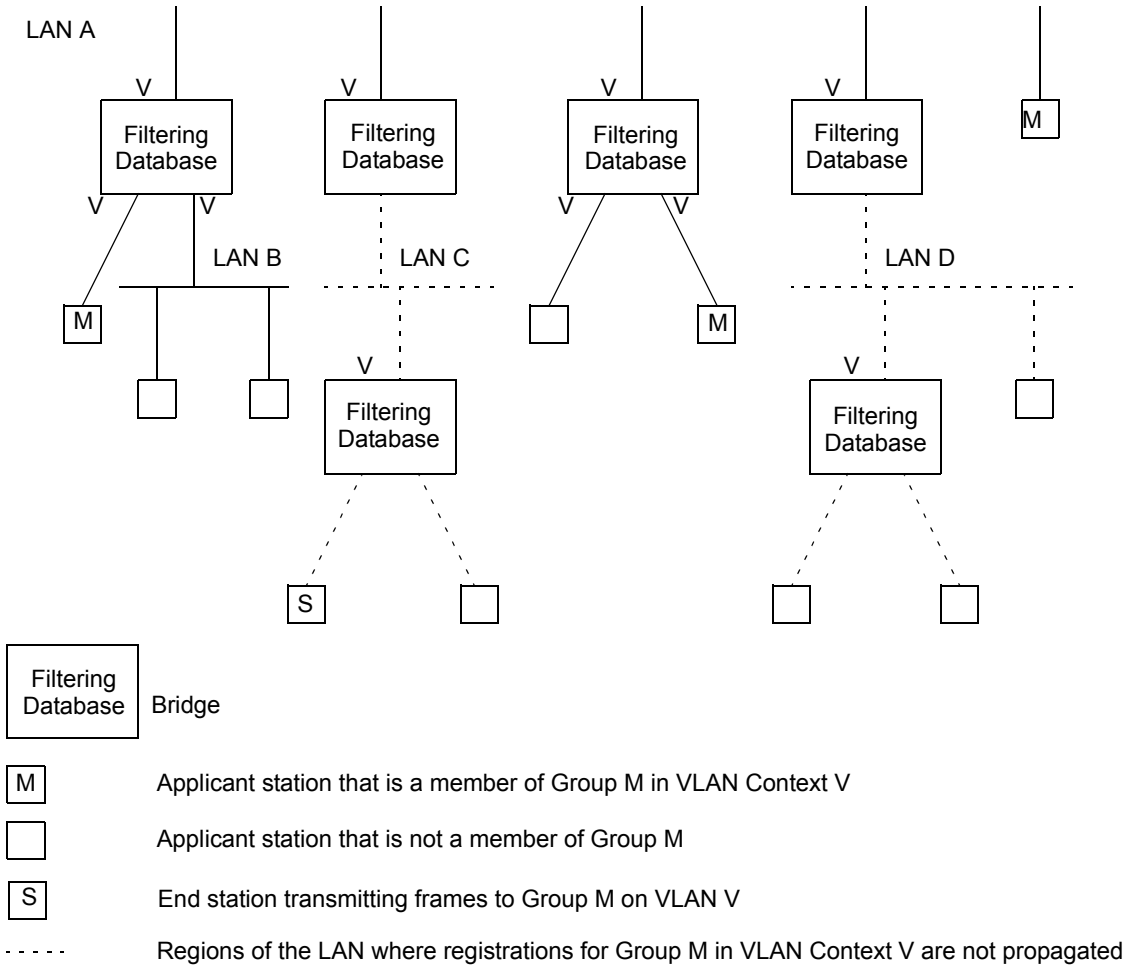 LAN A
V
V
V
V
Filtering
Database
Filtering
Database
Filtering
Database
Filtering
Database
M
V
V
V
V
LAN B
LAN C
LAN D
M
M
V
V
Filtering
Database
Filtering
Database
S
Filtering
Database
Bridge
M
Applicant station that is a member of Group M in VLAN Context V
Applicant station that is not a member of Group M
S
End station transmitting frames to Group M on VLAN V
Regions of the LAN where registrations for Group M in VLAN Context V are not propagated